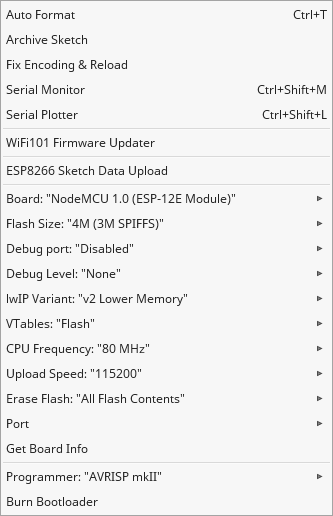 Auto Format Ctrl+T
Archive Sketch
Fix Encoding & Reload
Serial Monitor Ctrl+Shift+M
Serial Plotter Ctrl+Shift+L
WiFi101 Firmware Updater
ESP8266 Sketch Data Upload
Board: "NodeMCU 1.0 (ESP-12E Module)"
Flash Size: "4M (3M SPIFFS)"
Debug port: "Disabled"
Debug Level: "None"
lwIP Variant: "v2 Lower Memory"
VTables: "Flash"
CPU Frequency: "80 MHz"
Upload Speed: "115200"
Erase Flash: "All Flash Contents"
Port
Get Board Info
Programmer: "AVRISP mkII"
Burn Bootloader